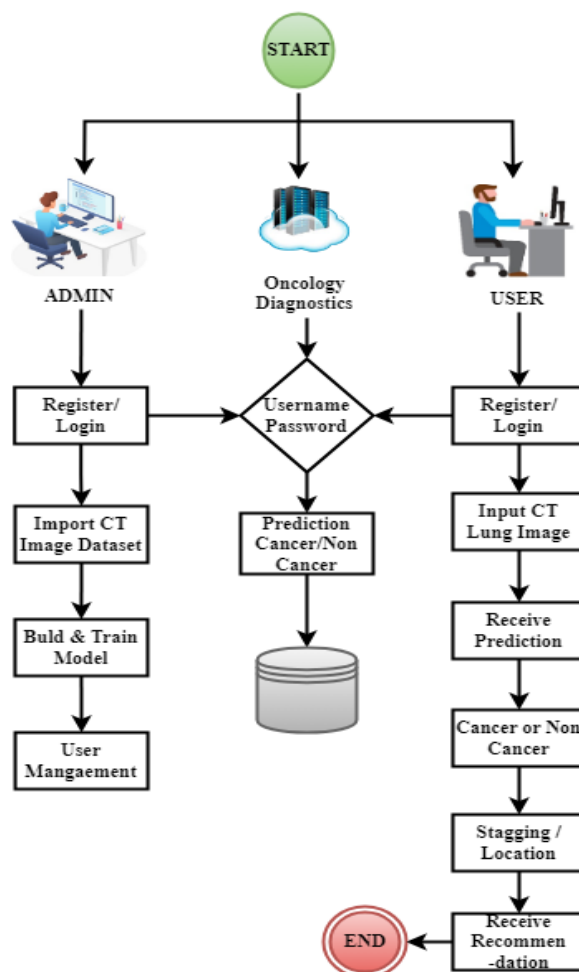 START
ADMIN
Oncology
Diagnostics
USER
Register/
Login
Username
Password
Register/
Login
Import CT
Image Dataset
Prediction
Cancer/Non
Cancer
Input CT
Lung Image
Buld & Train
Model
Receive
Prediction
User
Mangaement
Cancer or Non
Cancer
Stagging /
Location
END
Receive
Recommen
-dation